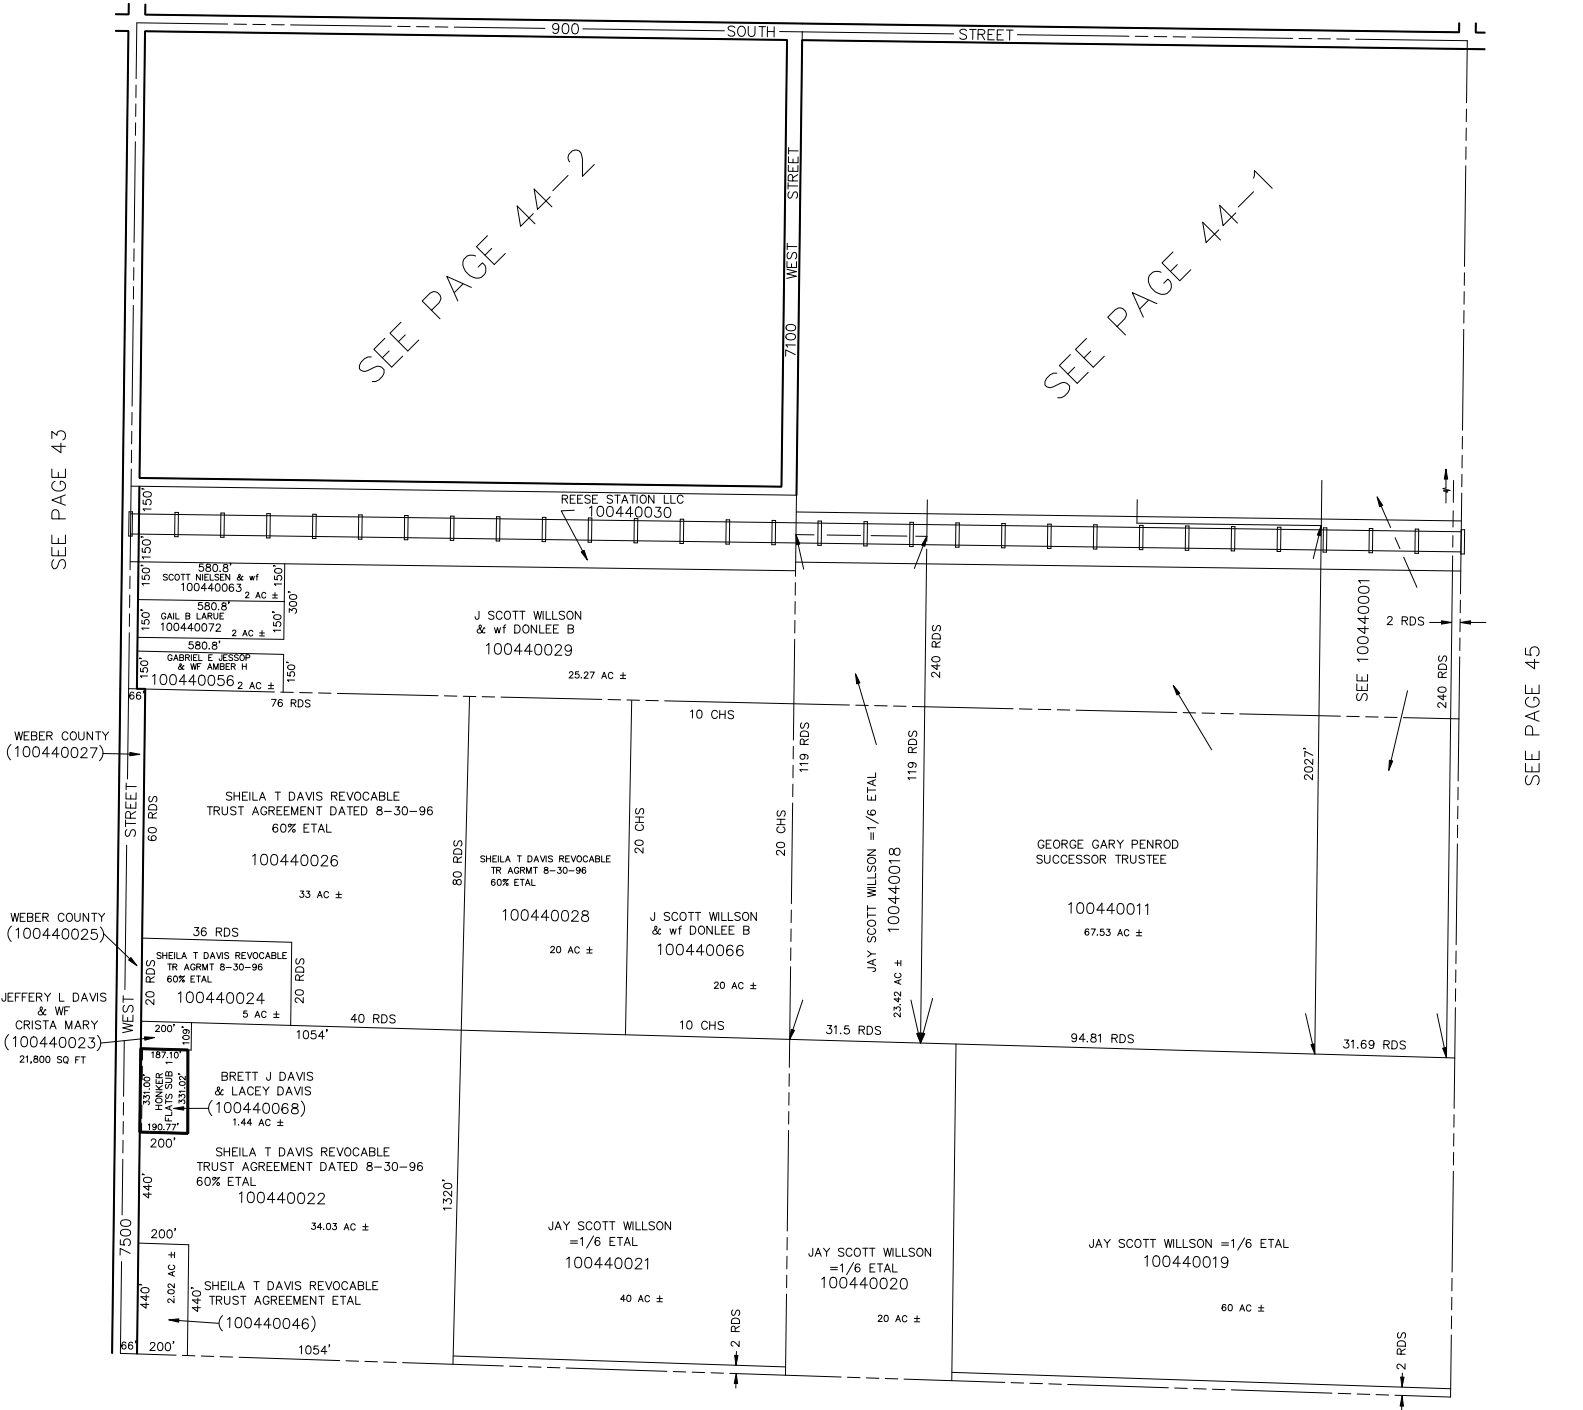 900 SOUTH STREET
SEE PAGE 44-2
7100 WEST STREET
SEE PAGE 44-1
SEE PAGE 43
SEE PAGE 45
150'
REESE STATION LLC
100440030
150'
580.8'
150'
SCOTT NIELSEN & wf
100440063
2 AC ±
150'
300'
580.8'
150'
GAIL B LARUE
100440072
2 AC ±
150'
580.8'
150'
GABRIEL E JESSOP
& WF AMBER H
100440056
2 AC ±
150'
J SCOTT WILLSON
& wf DONLEE B
100440029
25.27 AC ±
240 RDS
SEE 100440001
2 RDS
240 RDS
66'
76 RDS
10 CHS
WEBER COUNTY
(100440027)
60 RDS
SHEILA T DAVIS REVOCABLE
TRUST AGREEMENT DATED 8-30-96
60% ETAL
100440026
33 AC ±
80 RDS
SHEILA T DAVIS REVOCABLE
TR AGRMT 8-30-96
60% ETAL
100440028
20 AC ±
20 CHS
J SCOTT WILLSON
& wf DONLEE B
100440066
20 AC ±
20 CHS
119 RDS
119 RDS
JAY SCOTT WILLSON =1/6 ETAL
100440018
23.42 AC ±
GEORGE GARY PENROD
SUCCESSOR TRUSTEE
100440011
67.53 AC ±
2027'
WEBER COUNTY
(100440025)
36 RDS
20 RDS
SHEILA T DAVIS REVOCABLE
TR AGRMT 8-30-96
60% ETAL
100440024
5 AC ±
20 RDS
40 RDS
10 CHS
31.5 RDS
94.81 RDS
31.69 RDS
JEFFERY L DAVIS
& WF
CRISTA MARY
(100440023)
21,800 SQ FT
200'
109'
1054'
187.10'
331.00'
HONKER
FLATS SUB 1
331.02'
190.77'
BRETT J DAVIS
& LACEY DAVIS
(100440068)
1.44 AC ±
200'
SHEILA T DAVIS REVOCABLE
TRUST AGREEMENT DATED 8-30-96
60% ETAL
100440022
34.03 AC ±
440'
1320'
200'
440'
2.02 AC ±
440'
SHEILA T DAVIS REVOCABLE
TRUST AGREEMENT ETAL
(100440046)
66'
200'
1054'
7500 WEST STREET
JAY SCOTT WILLSON
=1/6 ETAL
100440021
40 AC ±
2 RDS
JAY SCOTT WILLSON
=1/6 ETAL
100440020
20 AC ±
JAY SCOTT WILLSON =1/6 ETAL
100440019
60 AC ±
2 RDS